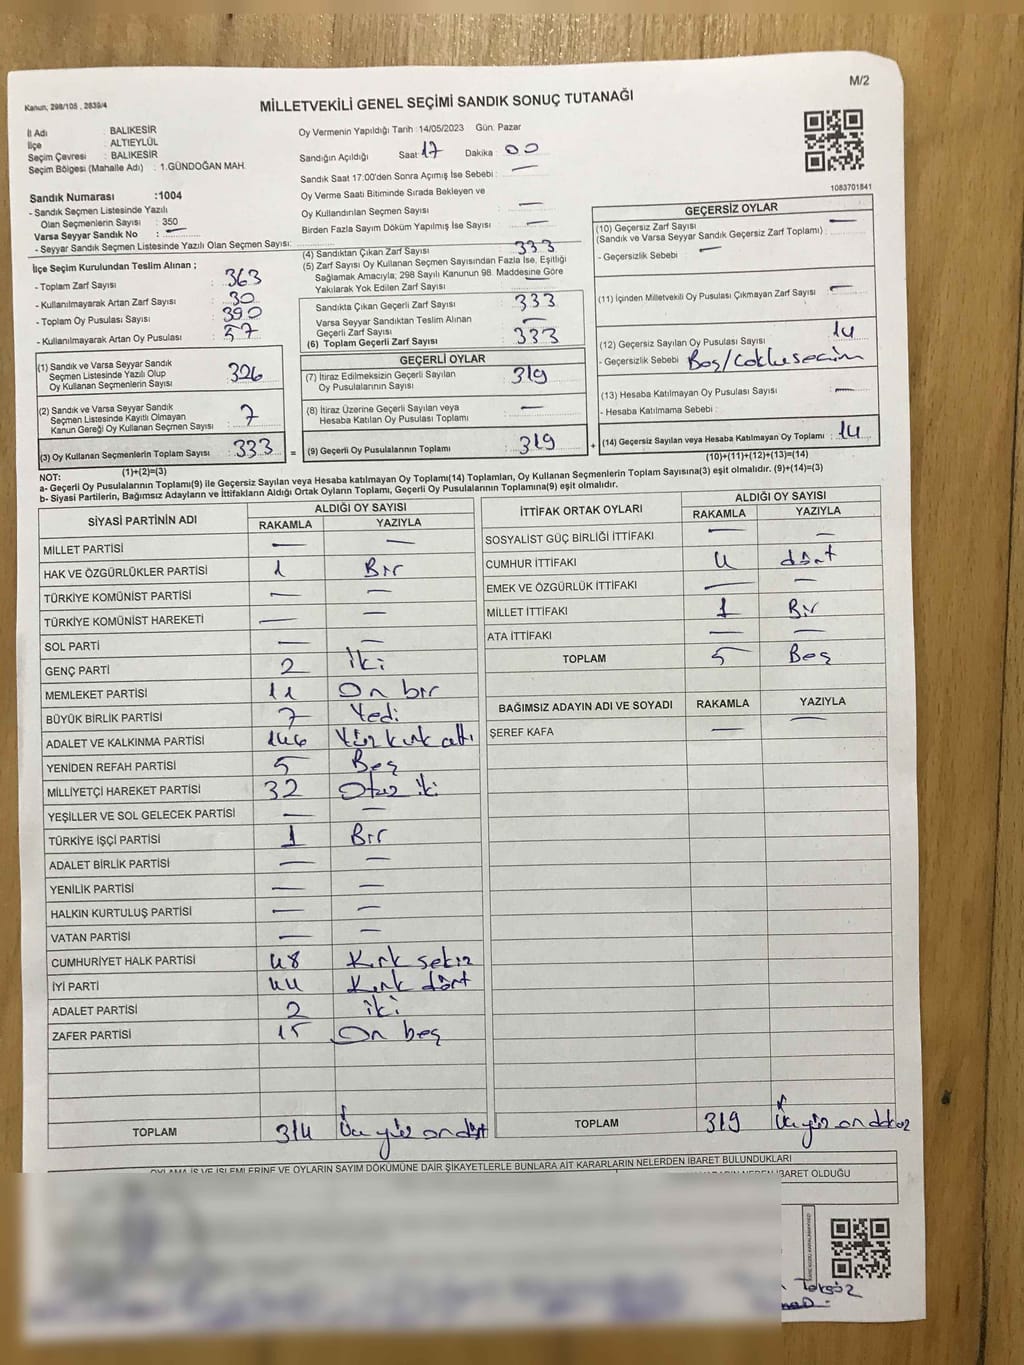 M/2
Kanun, 298/105 , 2839/4
MİLLETVEKİLİ GENEL SEÇİMİ SANDIK SONUÇ TUTANAĞI
İl Adı : BALIKESİR
İlçe : ALTIEYLÜL
Seçim Çevresi : BALIKESİR
Seçim Bölgesi (Mahalle Adı) : 1.GÜNDOĞAN MAH.
Sandık Numarası :1004
- Sandık Seçmen Listesinde Yazılı
Olan Seçmenlerin Sayısı : 350
Varsa Seyyar Sandık No : —
- Seyyar Sandık Seçmen Listesinde Yazılı Olan Seçmen Sayısı:
İlçe Seçim Kurulundan Teslim Alınan ;
- Toplam Zarf Sayısı : 363
- Kullanılmayarak Artan Zarf Sayısı : 30
- Toplam Oy Pusulası Sayısı : 390
- Kullanılmayarak Artan Oy Pusulası : 57
(1) Sandık ve Varsa Seyyar Sandık
Seçmen Listesinde Yazılı Olup
Oy Kullanan Seçmenlerin Sayısı : 326
(2) Sandık ve Varsa Seyyar Sandık
Seçmen Listesinde Kayıtlı Olmayan
Kanun Gereği Oy Kullanan Seçmen Sayısı : 7
(3) Oy Kullanan Seçmenlerin Toplam Sayısı : 333
(1)+(2)=(3)
Oy Vermenin Yapıldığı Tarih : 14/05/2023 Gün: Pazar
Sandığın Açıldığı Saat : 17 Dakika : 00
Sandık Saat 17:00'den Sonra Açımış İse Sebebi : —
Oy Verme Saati Bitiminde Sırada Bekleyen ve
Oy Kullandırılan Seçmen Sayısı : —
Birden Fazla Sayım Döküm Yapılmış İse Sayısı : —
(4) Sandıktan Çıkan Zarf Sayısı : 333
(5) Zarf Sayısı Oy Kullanan Seçmen Sayısından Fazla İse, Eşitliği
Sağlamak Amacıyla; 298 Sayılı Kanunun 98. Maddesine Göre
Yakılarak Yok Edilen Zarf Sayısı : —
Sandıkta Çıkan Geçerli Zarf Sayısı : 333
Varsa Seyyar Sandıktan Teslim Alınan
Geçerli Zarf Sayısı : —
(6) Toplam Geçerli Zarf Sayısı : 333
GEÇERLİ OYLAR
(7) İtiraz Edilmeksizin Geçerli Sayılan
Oy Pusulalarının Sayısı : 319
(8) İtiraz Üzerine Geçerli Sayılan veya
Hesaba Katılan Oy Pusulası Toplamı : —
= (9) Geçerli Oy Pusulalarının Toplamı : 319 +
1083701841
GEÇERSİZ OYLAR
(10) Geçersiz Zarf Sayısı : —
(Sandık ve Varsa Seyyar Sandık Geçersiz Zarf Toplamı)
- Geçersizlik Sebebi : —
(11) İçinden Milletvekili Oy Pusulası Çıkmayan Zarf Sayısı : —
(12) Geçersiz Sayılan Oy Pusulası Sayısı : 14
- Geçersizlik Sebebi : Boş/Çoklu seçim
(13) Hesaba Katılmayan Oy Pusulası Sayısı : —
- Hesaba Katılmama Sebebi :
(14) Geçersiz Sayılan veya Hesaba Katılmayan Oy Toplamı : 14
(10)+(11)+(12)+(13)=(14)
NOT:
a- Geçerli Oy Pusulalarının Toplamı(9) ile Geçersiz Sayılan veya Hesaba katılmayan Oy Toplamı(14) Toplamları, Oy Kullanan Seçmenlerin Toplam Sayısına(3) eşit olmalıdır. (9)+(14)=(3)
b- Siyasi Partilerin, Bağımsız Adayların ve İttifakların Aldığı Ortak Oyların Toplamı, Geçerli Oy Pusulalarının Toplamına(9) eşit olmalıdır.
SİYASİ PARTİNİN ADI ALDIĞI OY SAYISI
RAKAMLA YAZIYLA
MİLLET PARTİSİ — —
HAK VE ÖZGÜRLÜKLER PARTİSİ 1 Bir
TÜRKİYE KOMÜNİST PARTİSİ — —
TÜRKİYE KOMÜNİST HAREKETİ — —
SOL PARTİ — —
GENÇ PARTİ 2 İki
MEMLEKET PARTİSİ 11 On bir
BÜYÜK BİRLİK PARTİSİ 7 Yedi
ADALET VE KALKINMA PARTİSİ 146 Yüz kırk altı
YENİDEN REFAH PARTİSİ 5 Beş
MİLLİYETÇİ HAREKET PARTİSİ 32 Otuz iki
YEŞİLLER VE SOL GELECEK PARTİSİ — —
TÜRKİYE İŞÇİ PARTİSİ 1 Bir
ADALET BİRLİK PARTİSİ — —
YENİLİK PARTİSİ — —
HALKIN KURTULUŞ PARTİSİ — —
VATAN PARTİSİ — —
CUMHURİYET HALK PARTİSİ 48 Kırk sekiz
İYİ PARTİ 44 Kırk dört
ADALET PARTİSİ 2 iki
ZAFER PARTİSİ 15 On beş
TOPLAM 314 Üç yüz on dört
İTTİFAK ORTAK OYLARI ALDIĞI OY SAYISI
RAKAMLA YAZIYLA
SOSYALİST GÜÇ BİRLİĞİ İTTİFAKI — —
CUMHUR İTTİFAKI 4 dört
EMEK VE ÖZGÜRLÜK İTTİFAKI — —
MİLLET İTTİFAKI 1 Bir
ATA İTTİFAKI — —
TOPLAM 5 Beş
BAĞIMSIZ ADAYIN ADI VE SOYADI RAKAMLA YAZIYLA
ŞEREF KAFA — —
TOPLAM 319 Üç yüz on dokuz
OYLAMA İŞ VE İŞLEMLERİNE VE OYLARIN SAYIM DÖKÜMÜNE DAİR ŞİKAYETLERLE BUNLARA AİT KARARLARIN NELERDEN İBARET BULUNDUKLARI
İBARET OLDUĞU